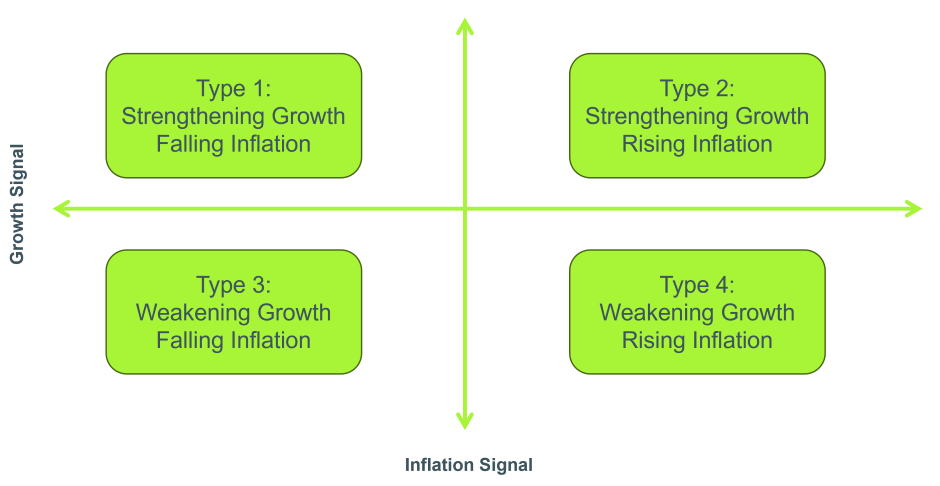 Type 1:
Strengthening Growth
Falling Inflation
Type 2:
Strengthening Growth
Rising Inflation
Growth Signal
Type 3:
Weakening Growth
Falling Inflation
Type 4:
Weakening Growth
Rising Inflation
Inflation Signal